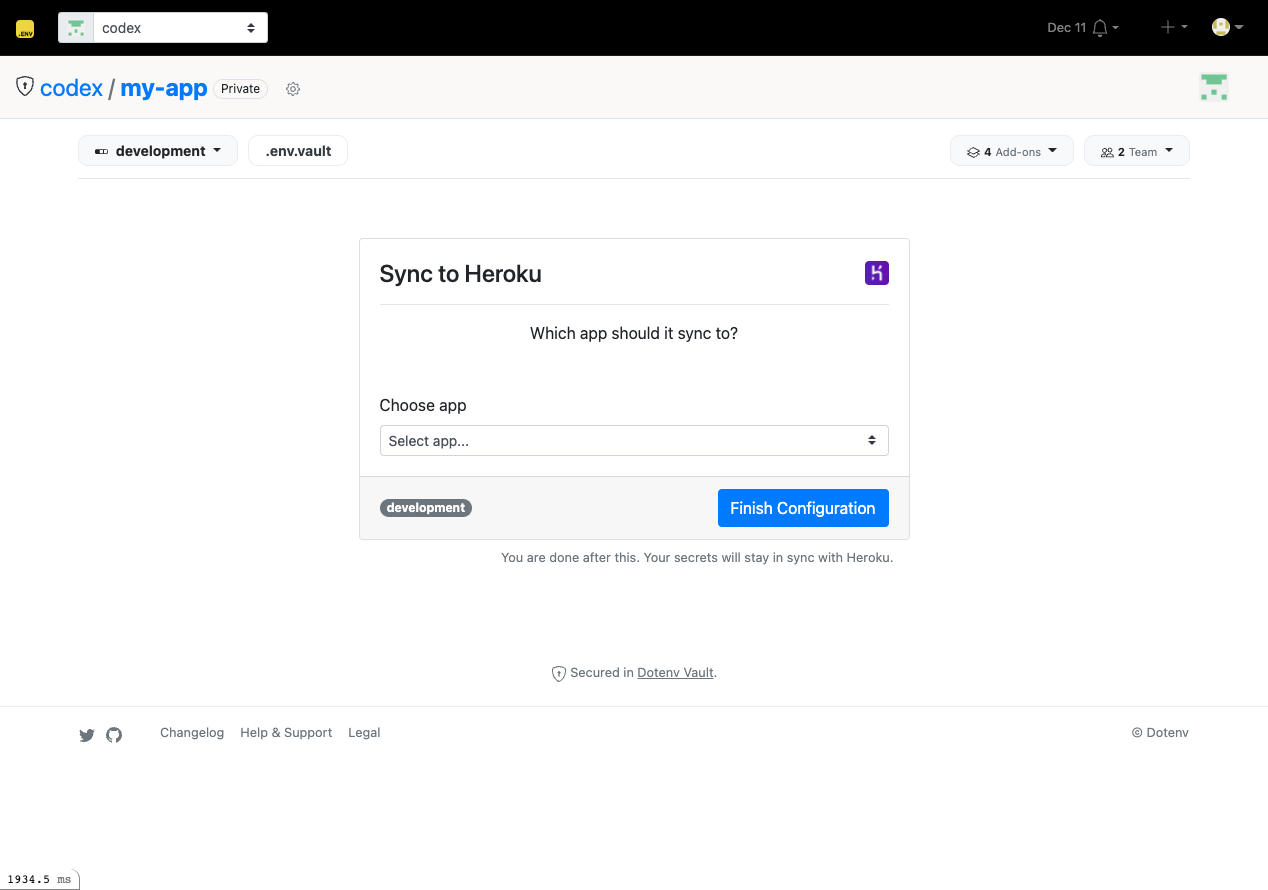 .ENV
codex
Dec 11
codex / my-app Private
development
.env.vault
4 Add-ons
2 Team
Sync to Heroku
Which app should it sync to?
Choose app
Select app...
development
Finish Configuration
You are done after this. Your secrets will stay in sync with Heroku.
Secured in Dotenv Vault.
Changelog
Help & Support
Legal
© Dotenv
1934.5 ms